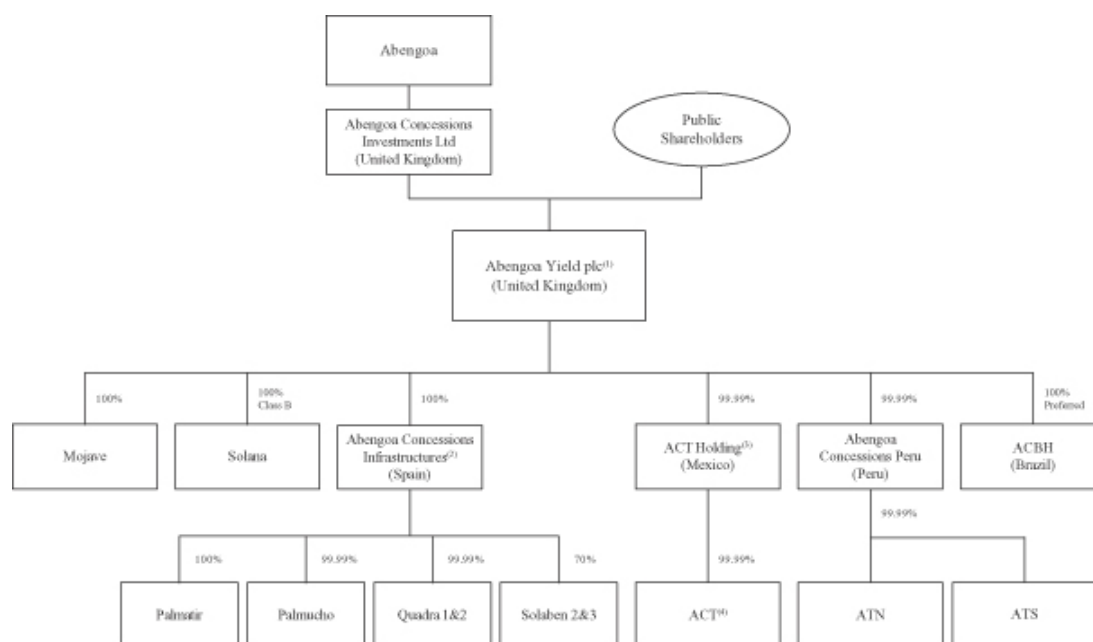 Abengoa
Abengoa Concessions
Investments Ltd
(United Kingdom)
Public
Shareholders
Abengoa Yield plc(1)
(United Kingdom)
100%
100%
Class B
100%
99.99%
99.99%
100%
Preferred
Mojave
Solana
Abengoa Concessions
Infrastructures(2)
(Spain)
ACT Holding(3)
(Mexico)
Abengoa
Concessions Peru
(Peru)
ACBH
(Brazil)
100%
99.99%
99.99%
70%
99.99%
99.99%
Palmatir
Palmucho
Quadra 1&2
Solaben 2&3
ACT(4)
ATN
ATS